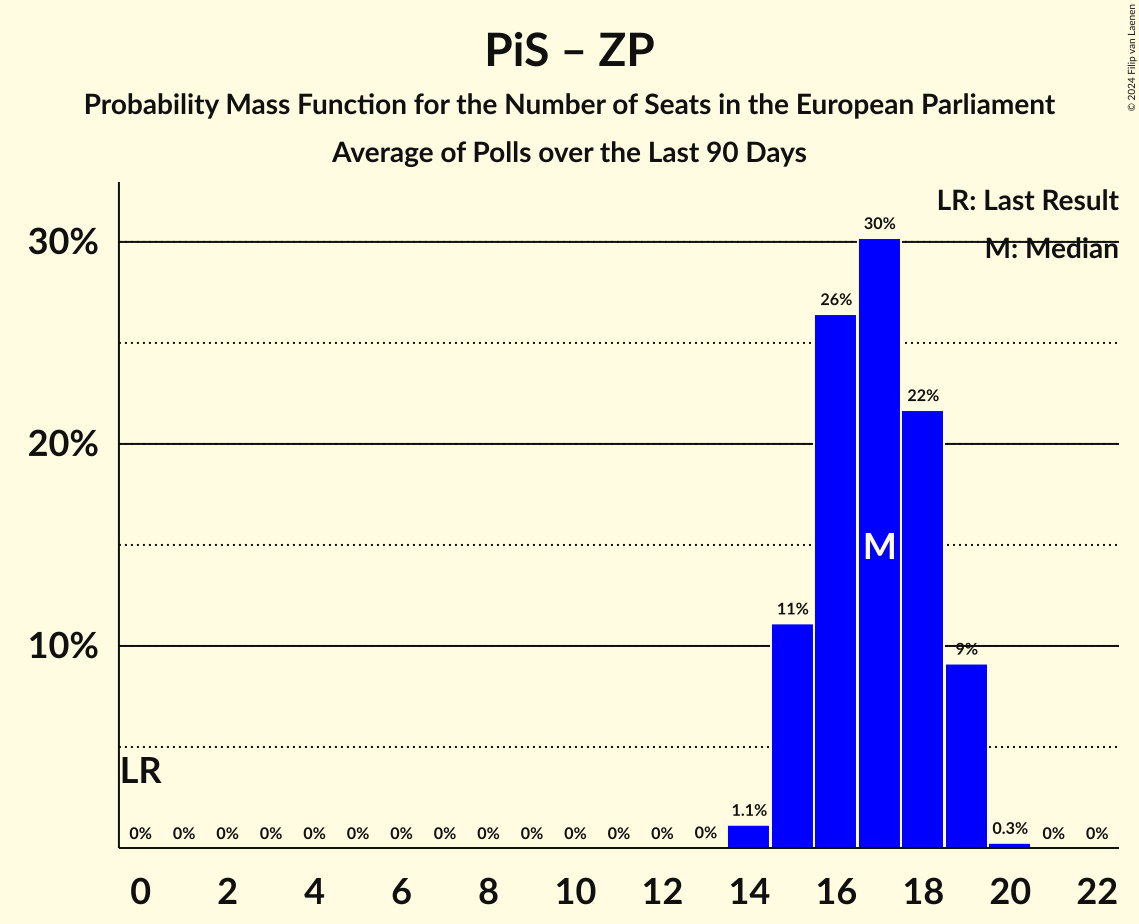 PiS – ZP
Probability Mass Function for the Number of Seats in the European Parliament
Average of Polls over the Last 90 Days
© 2024 Filip van Laenen
LR: Last Result
M: Median
30%
20%
10%
30%
26%
22%
11%
9%
1.1%
0.3%
M
LR
0% 0% 0% 0% 0% 0% 0% 0% 0% 0% 0% 0% 0% 0% 0% 0%
0 2 4 6 8 10 12 14 16 18 20 22